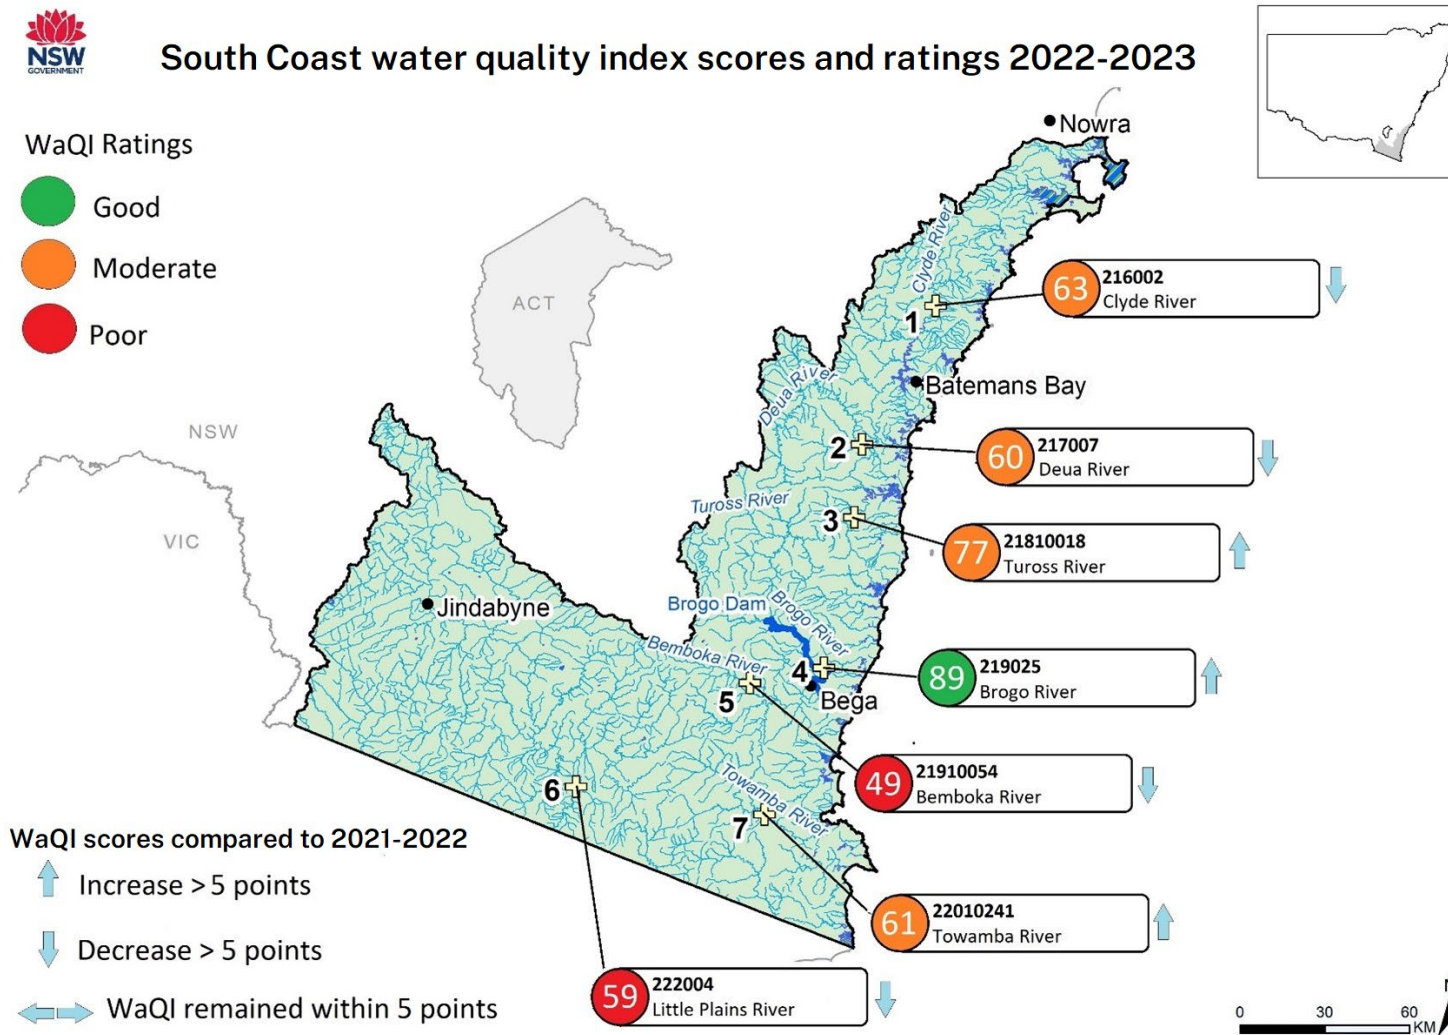 NSW
GOVERNMENT
South Coast water quality index scores and ratings 2022-2023
WaQI Ratings
Good
Moderate
Poor
Nowra
Clyde River
63
216002
Clyde River
1
ACT
Batemans Bay
Deua River
2
60
217007
Deua River
NSW
VIC
Tuross River
3
77
21810018
Tuross River
Jindabyne
Brogo Dam
Brogo River
Bemboka River
4
89
219025
Brogo River
5
Bega
49
21910054
Bemboka River
6
Towamba River
7
61
22010241
Towamba River
59
222004
Little Plains River
WaQI scores compared to 2021-2022
Increase > 5 points
Decrease > 5 points
WaQI remained within 5 points
0 30 60
KM